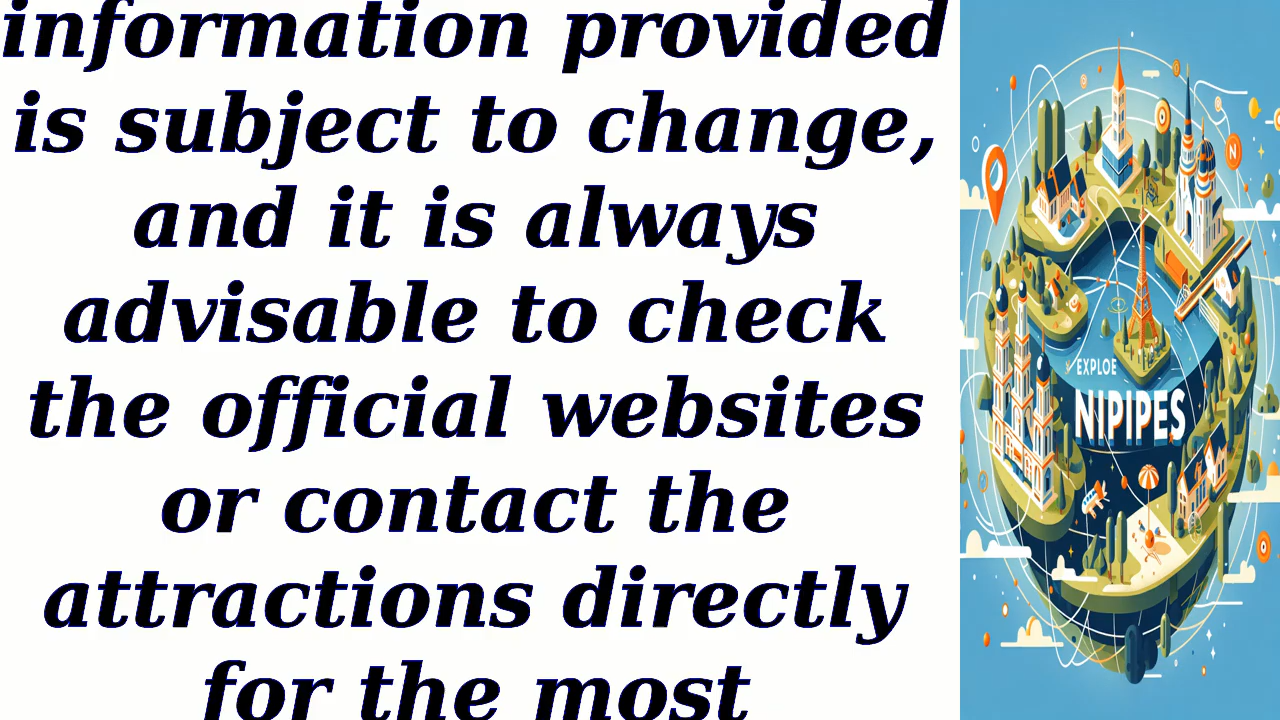 information provided
is subject to change,
and it is always
advisable to check
the official websites
or contact the
attractions directly
for the most
EXPLOE
NIPIPES
N